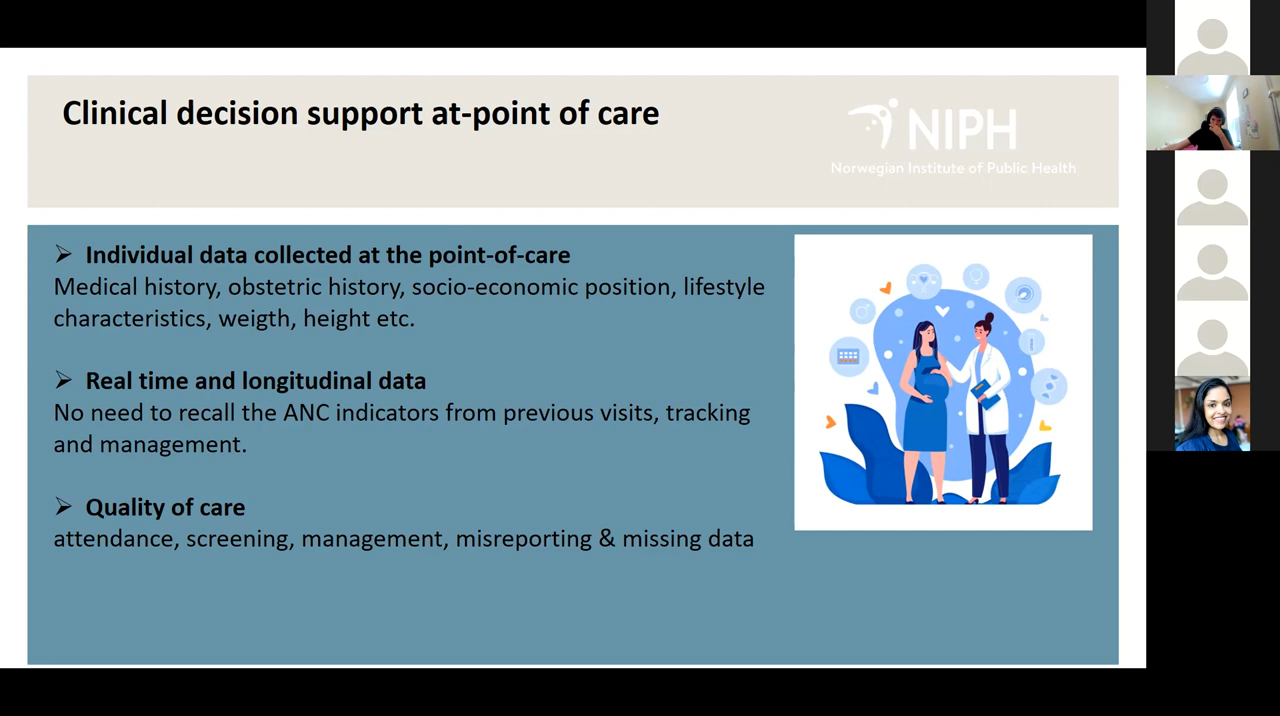 Clinical decision support at-point of care
NIPH
Norwegian Institute of Public Health
➢ Individual data collected at the point-of-care
Medical history, obstetric history, socio-economic position, lifestyle
characteristics, weigth, height etc.
➢ Real time and longitudinal data
No need to recall the ANC indicators from previous visits, tracking
and management.
➢ Quality of care
attendance, screening, management, misreporting & missing data